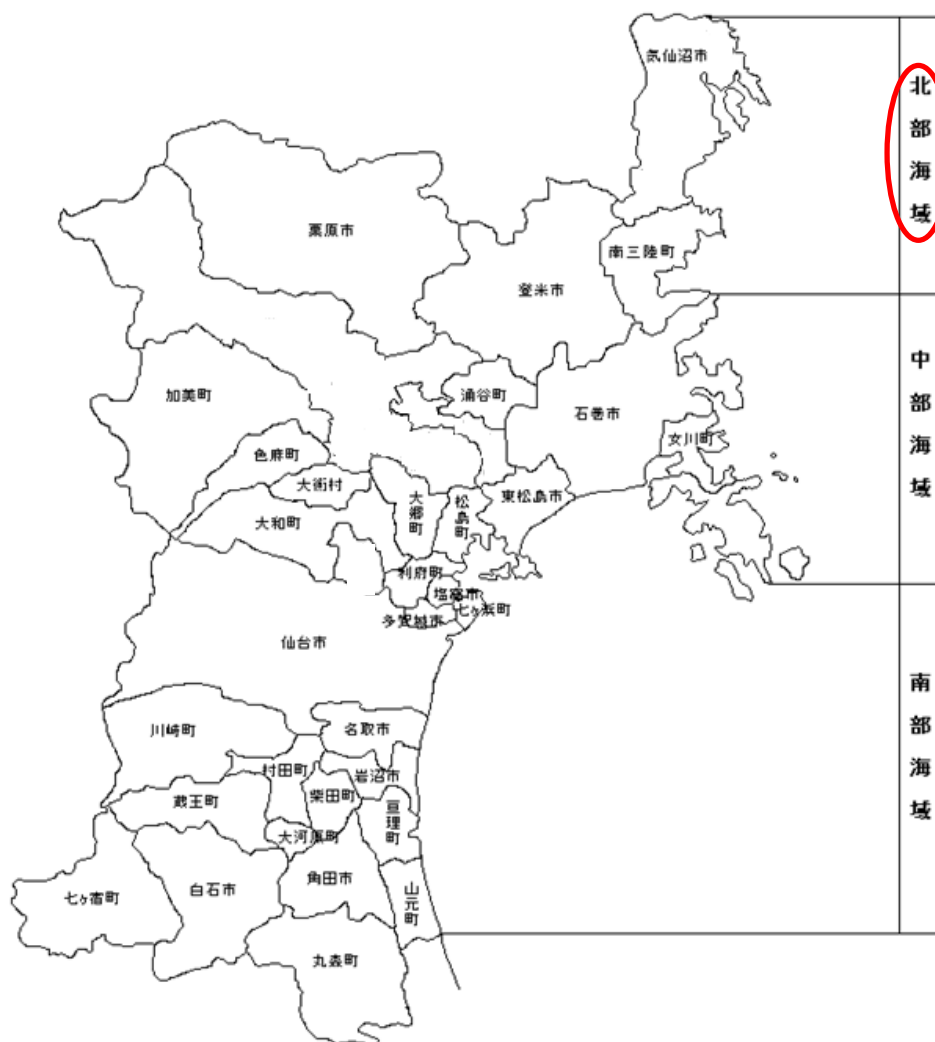 気仙沼市
北部海域
栗原市
南三陸町
登米市
加美町
涌谷町
石巻市
中部海域
女川町
色麻町
大衡村
東松島市
大郷町
松島町
大和町
利府町
塩竈市
七ヶ浜町
多賀城市
仙台市
南部海域
川崎町
名取市
村田町
岩沼市
柴田町
蔵王町
亘理町
大河原町
角田市
七ヶ宿町
白石市
山元町
丸森町